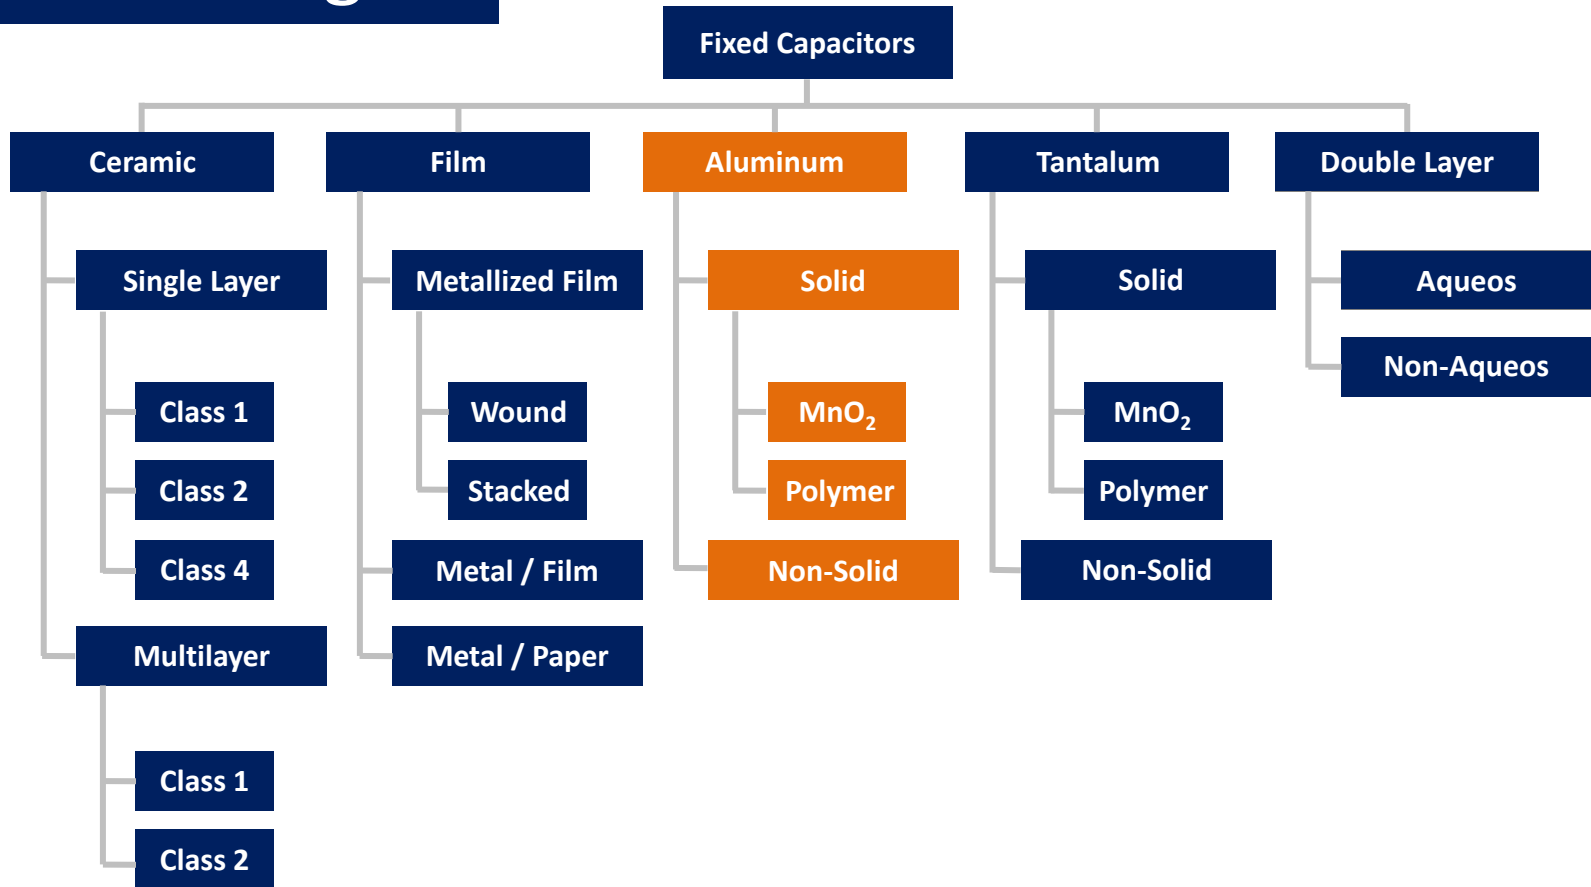 Fixed Capacitors
Ceramic
Film
Aluminum
Tantalum
Double Layer
Single Layer
Class 1
Class 2
Class 4
Multilayer
Class 1
Class 2
Metallized Film
Wound
Stacked
Metal / Film
Metal / Paper
Solid
MnO₂
Polymer
Non-Solid
Solid
MnO₂
Polymer
Non-Solid
Aqueos
Non-Aqueos